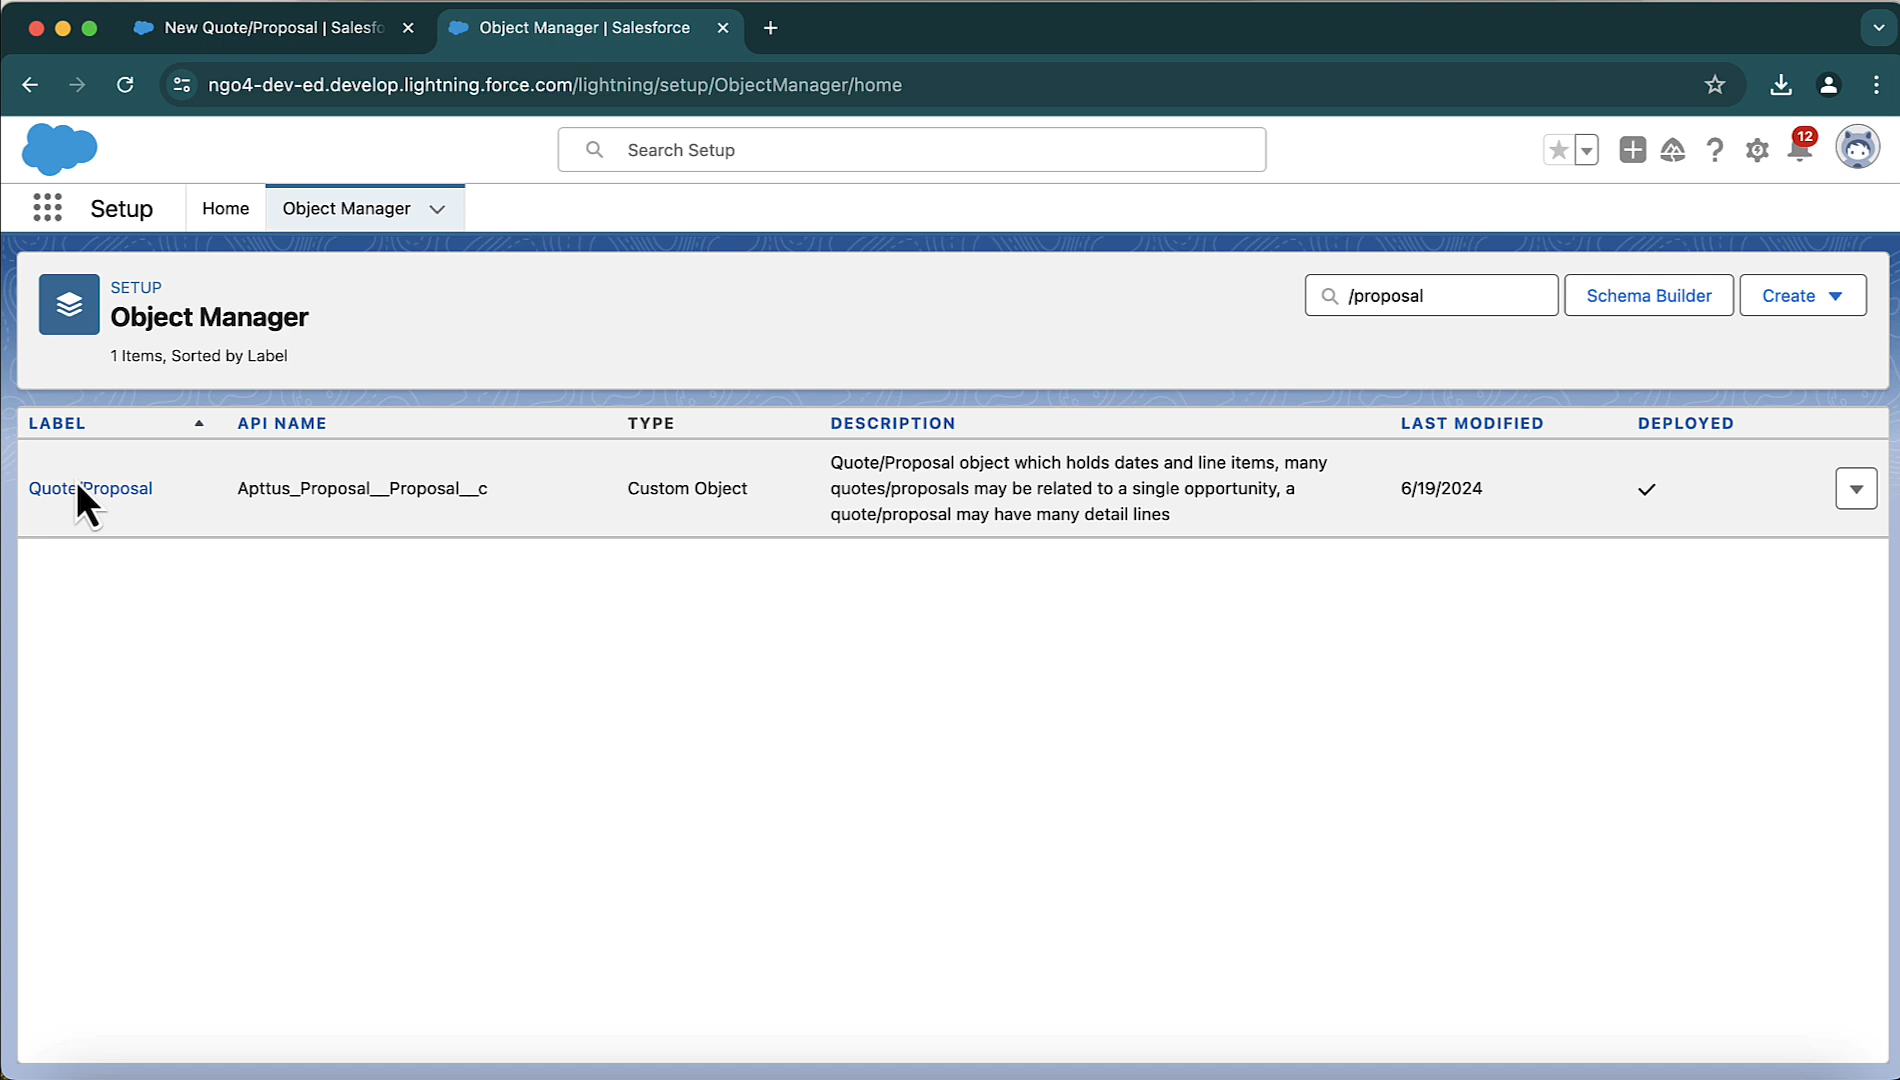 New Quote/Proposal | Salesfo
Object Manager | Salesforce
ngo4-dev-ed.develop.lightning.force.com/lightning/setup/ObjectManager/home
Search Setup
12
Setup
Home
Object Manager
SETUP
Object Manager
1 Items, Sorted by Label
/proposal
Schema Builder
Create
LABEL
API NAME
TYPE
DESCRIPTION
LAST MODIFIED
DEPLOYED
Quote/Proposal
Apttus_Proposal__Proposal__c
Custom Object
Quote/Proposal object which holds dates and line items, many
quotes/proposals may be related to a single opportunity, a
quote/proposal may have many detail lines
6/19/2024